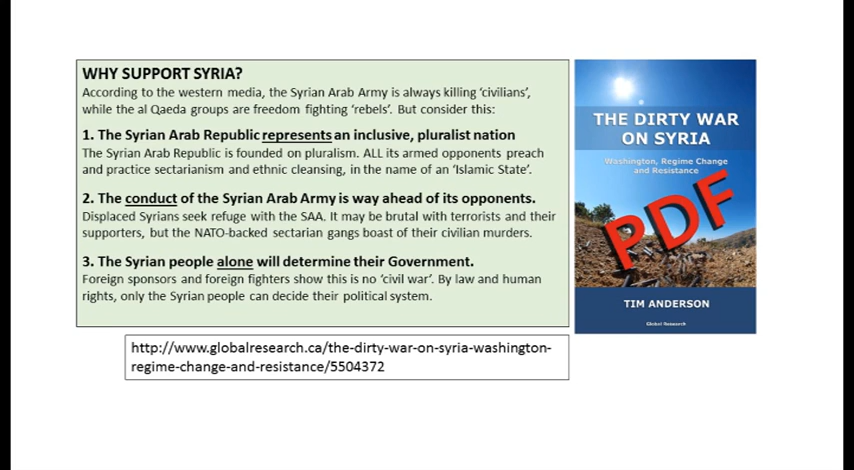 WHY SUPPORT SYRIA?
According to the western media, the Syrian Arab Army is always killing ‘civilians’,
while the al Qaeda groups are freedom fighting ‘rebels’. But consider this:
1. The Syrian Arab Republic represents an inclusive, pluralist nation
The Syrian Arab Republic is founded on pluralism. ALL its armed opponents preach
and practice sectarianism and ethnic cleansing, in the name of an ‘Islamic State’.
2. The conduct of the Syrian Arab Army is way ahead of its opponents.
Displaced Syrians seek refuge with the SAA. It may be brutal with terrorists and their
supporters, but the NATO-backed sectarian gangs boast of their civilian murders.
3. The Syrian people alone will determine their Government.
Foreign sponsors and foreign fighters show this is no ‘civil war’. By law and human
rights, only the Syrian people can decide their political system.
http://www.globalresearch.ca/the-dirty-war-on-syria-washington-
regime-change-and-resistance/5504372
THE DIRTY WAR
ON SYRIA
Washington, Regime Change
and Resistance
PDF
TIM ANDERSON
Global Research